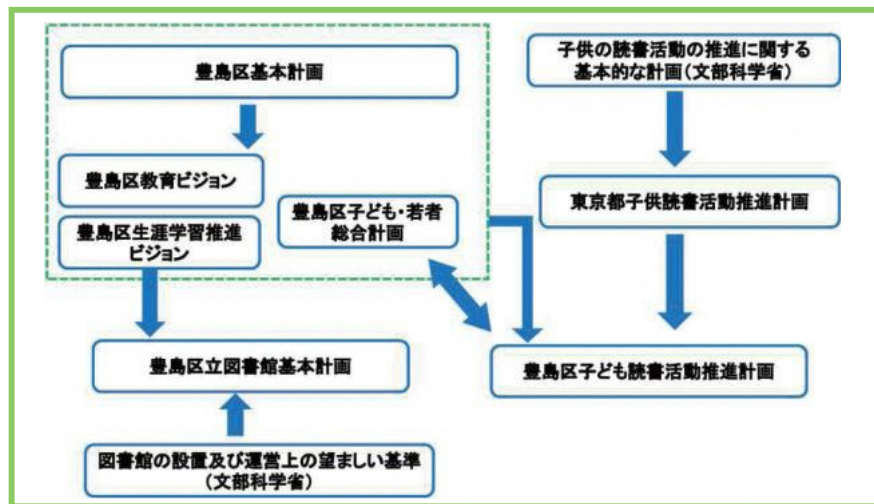 豊島区基本計画
豊島区教育ビジョン
豊島区生涯学習推進
ビジョン
豊島区子ども・若者
総合計画
豊島区立図書館基本計画
図書館の設置及び運営上の望ましい基準
(文部科学省)
子供の読書活動の推進に関する
基本的な計画(文部科学省)
東京都子供読書活動推進計画
豊島区子ども読書活動推進計画